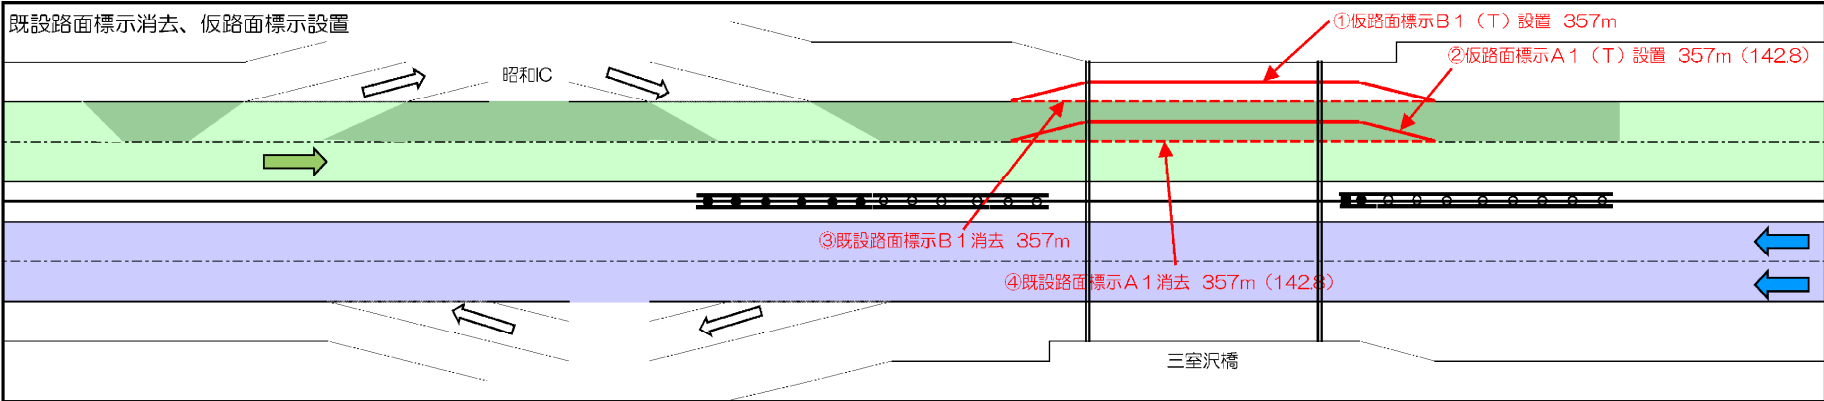 既設路面標示消去、仮路面標示設置
①仮路面標示B1(T)設置 357m
②仮路面標示A1(T)設置 357m(142.8)
昭和IC
③既設路面標示B1消去 357m
④既設路面標示A1消去 357m(142.8)
三室沢橋